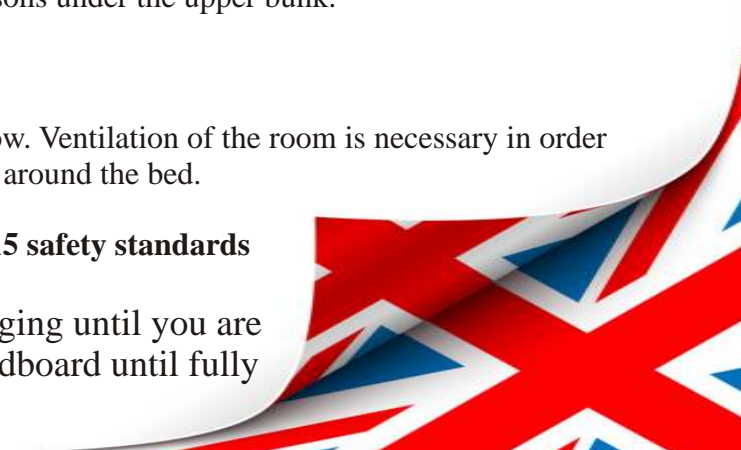 under the upper bunk.
ow. Ventilation of the room is necessary in order
around the bed.
5 safety standards
ging until you are
dboard until fully